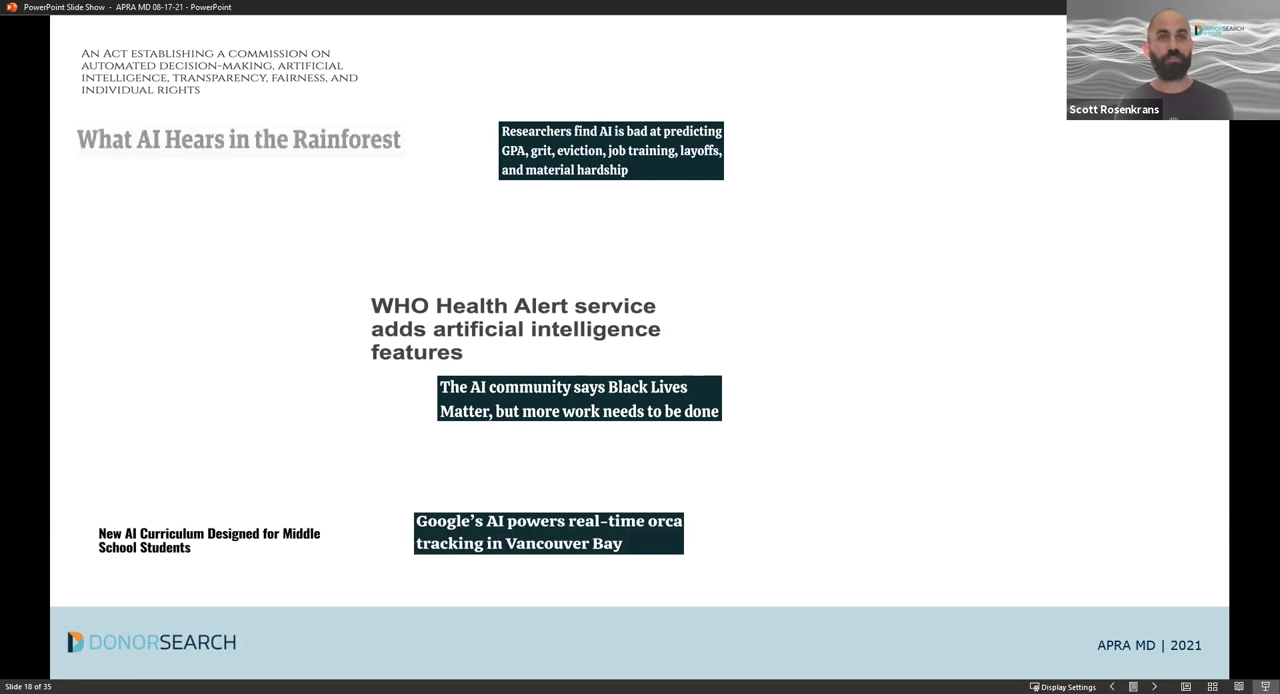 PowerPoint Slide Show - APRA MD 08-17-21 - PowerPoint
DONORSEARCH
Scott Rosenkrans
AN ACT ESTABLISHING A COMMISSION ON
AUTOMATED DECISION-MAKING, ARTIFICIAL
INTELLIGENCE, TRANSPARENCY, FAIRNESS, AND
INDIVIDUAL RIGHTS
What AI Hears in the Rainforest
Researchers find AI is bad at predicting
GPA, grit, eviction, job training, layoffs,
and material hardship
WHO Health Alert service
adds artificial intelligence
features
The AI community says Black Lives
Matter, but more work needs to be done
New AI Curriculum Designed for Middle
School Students
Google's AI powers real-time orca
tracking in Vancouver Bay
DONORSEARCH
APRA MD | 2021
Slide 18 of 35
Display Settings